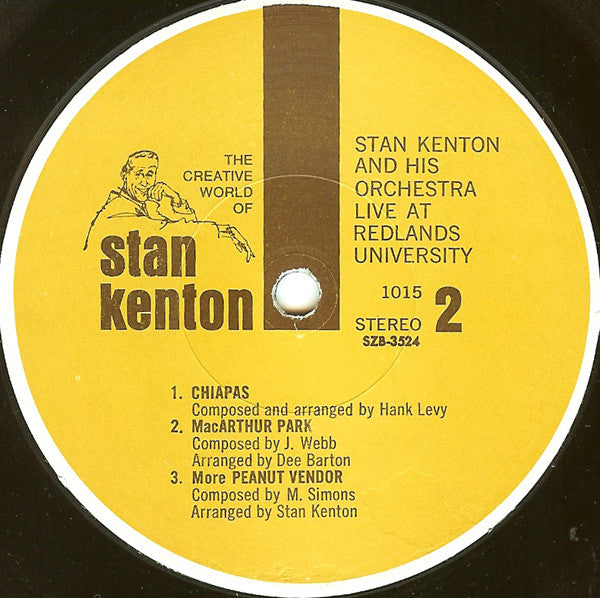 THE
CREATIVE
WORLD
OF
stan
kenton
STAN KENTON
AND HIS
ORCHESTRA
LIVE AT
REDLANDS
UNIVERSITY
1015
STEREO 2
SZB-3524
1. CHIAPAS
Composed and arranged by Hank Levy
2. MacARTHUR PARK
Composed by J. Webb
Arranged by Dee Barton
3. More PEANUT VENDOR
Composed by M. Simons
Arranged by Stan Kenton